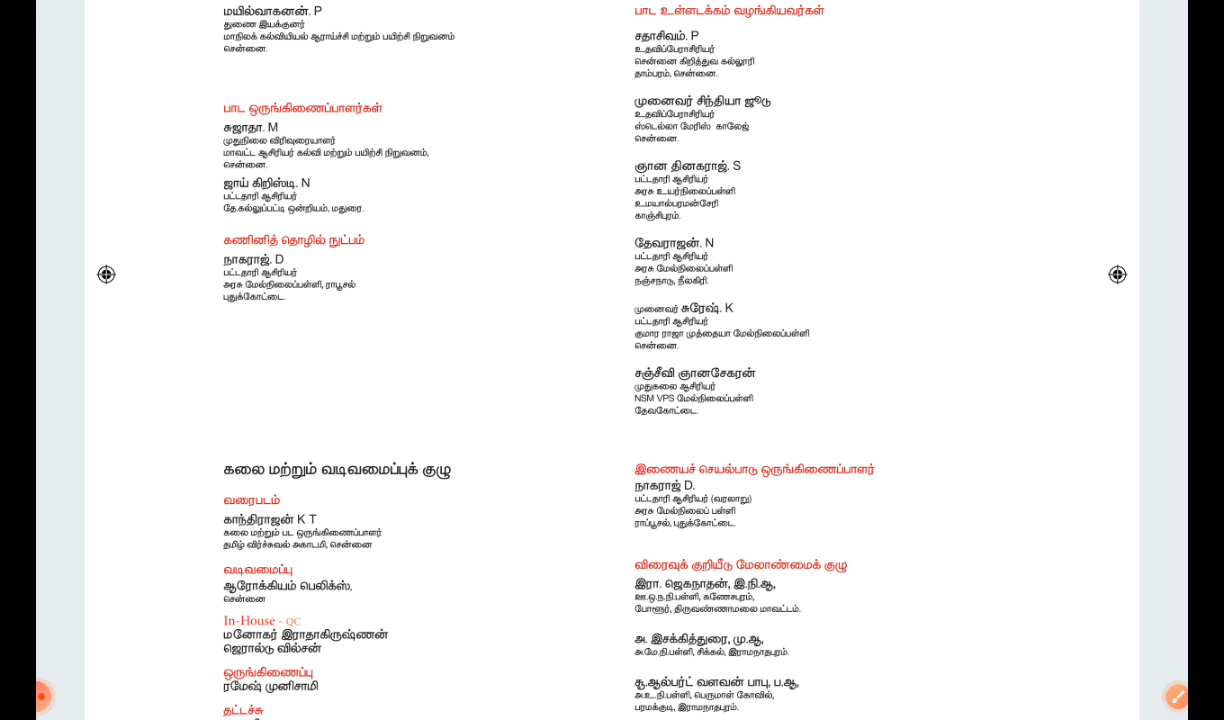 மயில்வாகனன். P
துணை இயக்குனர்
மாநிலக் கல்வியியல் ஆராய்ச்சி மற்றும் பயிற்சி நிறுவனம்
சென்னை.
பாட ஒருங்கிணைப்பாளர்கள்
சுஜாதா. M
முதுநிலை விரிவுரையாளர்
மாவட்ட ஆசிரியர் கல்வி மற்றும் பயிற்சி நிறுவனம்,
சென்னை.
ஜாய் கிறிஸ்டி. N
பட்டதாரி ஆசிரியர்
தே.கல்லுப்பட்டி ஒன்றியம், மதுரை.
கணினித் தொழில் நுட்பம்
நாகராஜ். D
பட்டதாரி ஆசிரியர்
அரசு மேல்நிலைப்பள்ளி, ராபூசல்
புதுக்கோட்டை.
பாட உள்ளடக்கம் வழங்கியவர்கள்
சதாசிவம். P
உதவிப்பேராசிரியர்
சென்னை கிறித்துவ கல்லூரி
தாம்பரம், சென்னை.
முனைவர் சிந்தியா ஜூடு
உதவிப்பேராசிரியர்
ஸ்டெல்லா மேரிஸ் காலேஜ்
சென்னை.
ஞான தினகராஜ். S
பட்டதாரி ஆசிரியர்
அரசு உயர்நிலைப்பள்ளி
உமயால்பரமன்சேரி
காஞ்சிபுரம்.
தேவராஜன். N
பட்டதாரி ஆசிரியர்
அரசு மேல்நிலைப்பள்ளி
நஞ்சநாடு, நீலகிரி.
முனைவர் சுரேஷ். K
பட்டதாரி ஆசிரியர்
குமார ராஜா முத்தையா மேல்நிலைப்பள்ளி
சென்னை.
சஞ்சீவி ஞானசேகரன்
முதுகலை ஆசிரியர்
NSM VPS மேல்நிலைப்பள்ளி
தேவகோட்டை.
கலை மற்றும் வடிவமைப்புக் குழு
வரைபடம்
காந்திராஜன் K T
கலை மற்றும் பட ஒருங்கிணைப்பாளர்
தமிழ் விர்ச்சுவல் அகாடமி, சென்னை
வடிவமைப்பு
ஆரோக்கியம் பெலிக்ஸ்,
சென்னை
In-House - QC
மனோகர் இராதாகிருஷ்ணன்
ஜெரால்டு வில்சன்
ஒருங்கிணைப்பு
ரமேஷ் முனிசாமி
தட்டச்சு
இணையச் செயல்பாடு ஒருங்கிணைப்பாளர்
நாகராஜ் D.
பட்டதாரி ஆசிரியர் (வரலாறு)
அரசு மேல்நிலைப் பள்ளி
ராப்பூசல், புதுக்கோட்டை.
விரைவுக் குறியீடு மேலாண்மைக் குழு
இரா. ஜெகநாதன், இ.நி.ஆ,
ஊ.ஒ.ந.நி.பள்ளி, கணேசபுரம்,
போளூர், திருவண்ணாமலை மாவட்டம்.
அ. இசக்கித்துரை, மு.ஆ,
அ.மே.நி.பள்ளி, சிக்கல், இராமநாதபுரம்.
சூ.ஆல்பர்ட் வளவன் பாபு, ப.ஆ,
அ.உ.நி.பள்ளி, பெருமாள் கோவில்,
பரமக்குடி, இராமநாதபுரம்.